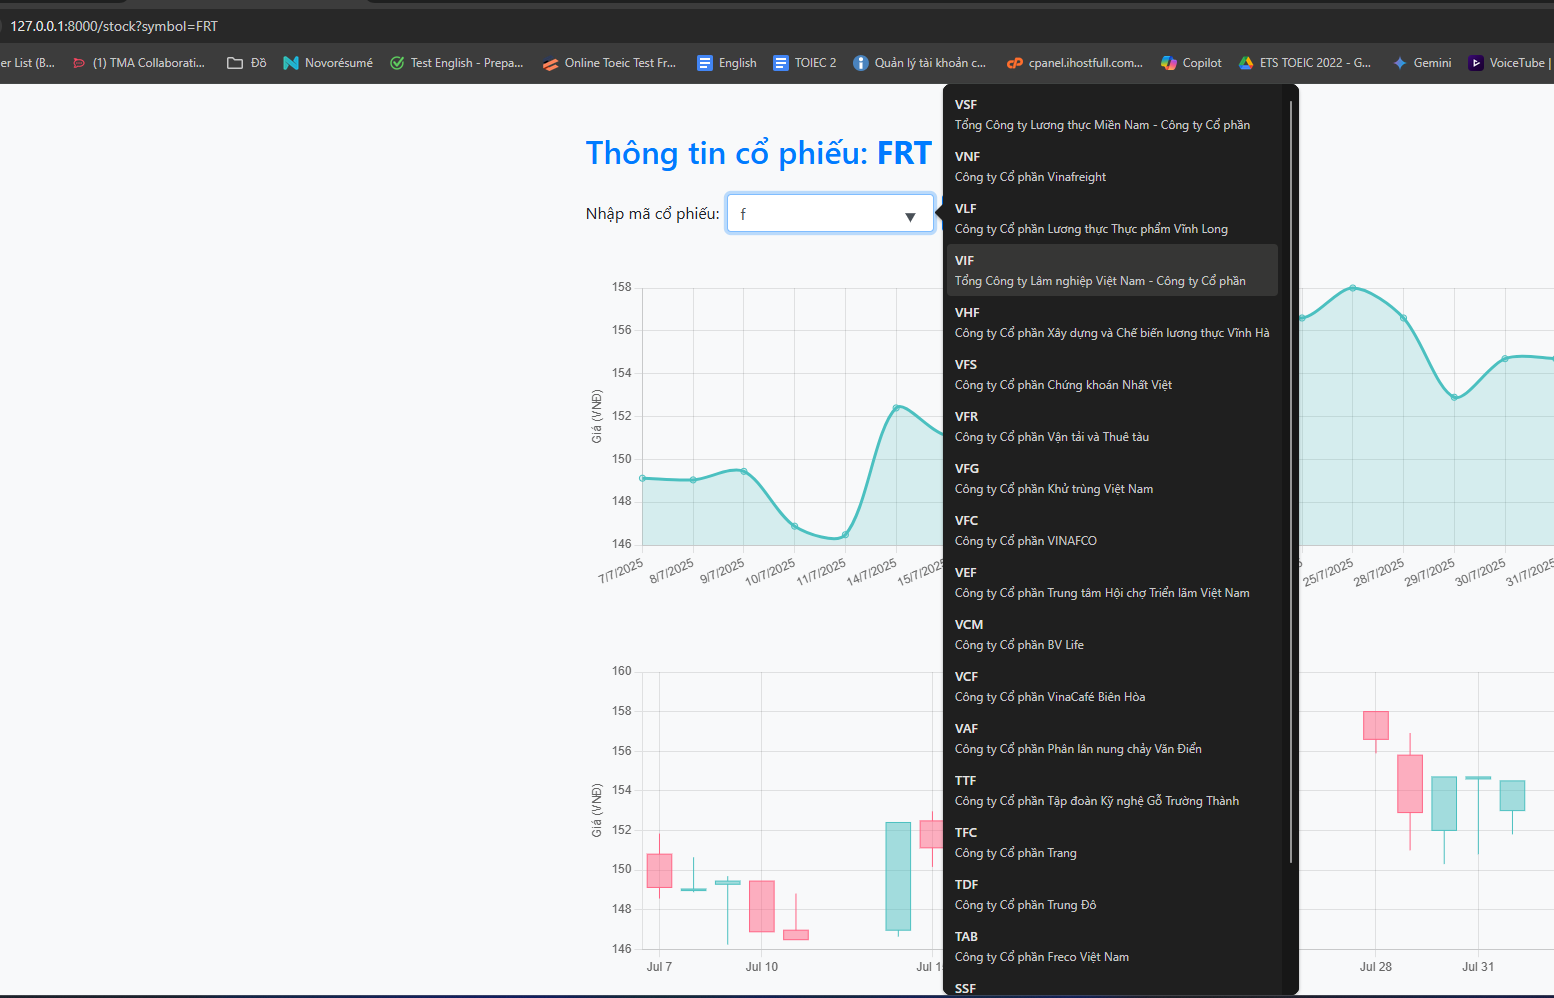 127.0.0.1:8000/stock?symbol=FRT
er List (B...
(1) TMA Collaborati...
Đồ
Novorésumé
Test English - Prepa...
Online Toeic Test Fr...
English
TOIEC 2
Quản lý tài khoản c...
cpanel.ihostfull.com...
Copilot
ETS TOEIC 2022 - G...
Gemini
VoiceTube |
Thông tin cổ phiếu: FRT
Nhập mã cổ phiếu:
f
VSF
Tổng Công ty Lương thực Miền Nam - Công ty Cổ phần
VNF
Công ty Cổ phần Vinafreight
VLF
Công ty Cổ phần Lương thực Thực phẩm Vĩnh Long
VIF
Tổng Công ty Lâm nghiệp Việt Nam - Công ty Cổ phần
VHF
Công ty Cổ phần Xây dựng và Chế biến lương thực Vĩnh Hà
VFS
Công ty Cổ phần Chứng khoán Nhất Việt
VFR
Công ty Cổ phần Vận tải và Thuê tàu
VFG
Công ty Cổ phần Khử trùng Việt Nam
VFC
Công ty Cổ phần VINAFCO
VEF
Công ty Cổ phần Trung tâm Hội chợ Triển lãm Việt Nam
VCM
Công ty Cổ phần BV Life
VCF
Công ty Cổ phần VinaCafé Biên Hòa
VAF
Công ty Cổ phần Phân lân nung chảy Văn Điển
TTF
Công ty Cổ phần Tập đoàn Kỹ nghệ Gỗ Trường Thành
TFC
Công ty Cổ phần Trang
TDF
Công ty Cổ phần Trung Đô
TAB
Công ty Cổ phần Freco Việt Nam
SSF
Giá (VNĐ)
158
156
154
152
150
148
146
7/7/2025
8/7/2025
9/7/2025
10/7/2025
11/7/2025
14/7/2025
15/7/2025
25/7/2025
28/7/2025
29/7/2025
30/7/2025
31/7/2025
Giá (VNĐ)
160
158
156
154
152
150
148
146
Jul 7
Jul 10
Jul 1
Jul 28
Jul 31